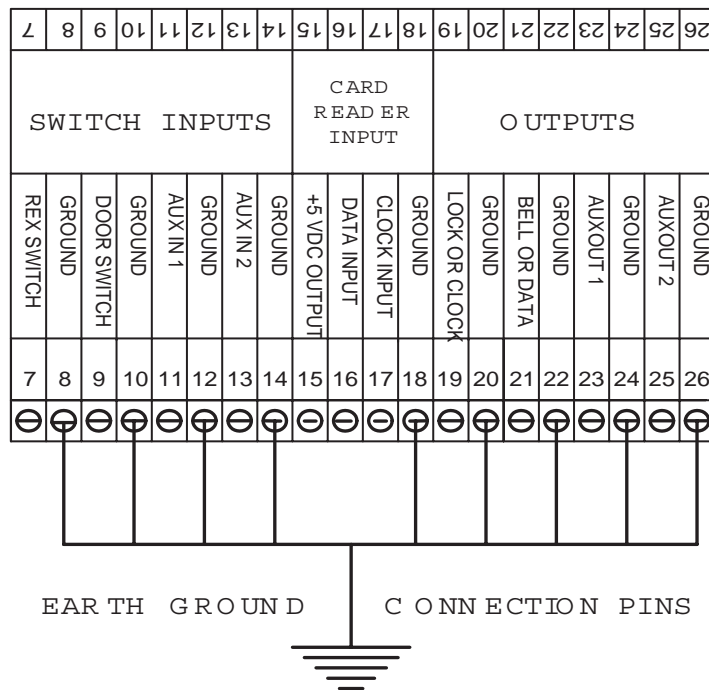 7 8 9 10 11 12 13 14 15 16 17 18 19 20 21 22 23 24 25 26
SWITCH INPUTS
CARD
READER
INPUT
OUTPUTS
REX SWITCH
GROUND
DOOR SWITCH
GROUND
AUX IN 1
GROUND
AUX IN 2
GROUND
+5 VDC OUTPUT
DATA INPUT
CLOCK INPUT
GROUND
LOCK OR CLOCK
GROUND
BELL OR DATA
GROUND
AUXOUT 1
GROUND
AUXOUT 2
GROUND
7 8 9 10 11 12 13 14 15 16 17 18 19 20 21 22 23 24 25 26
EARTH GROUND CONNECTION PINS